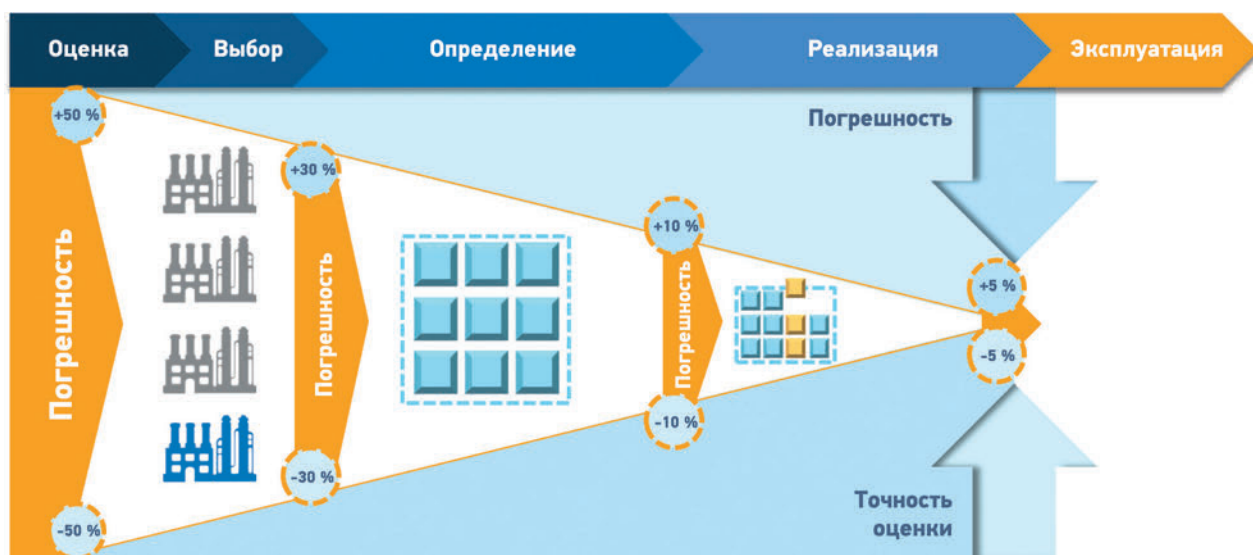 Оценка
Выбор
Определение
Реализация
Эксплуатация
+50 %
Погрешность
+30 %
+10 %
+5 %
Погрешность
Погрешность
Погрешность
-5 %
-10 %
-30 %
-50 %
Точность
оценки